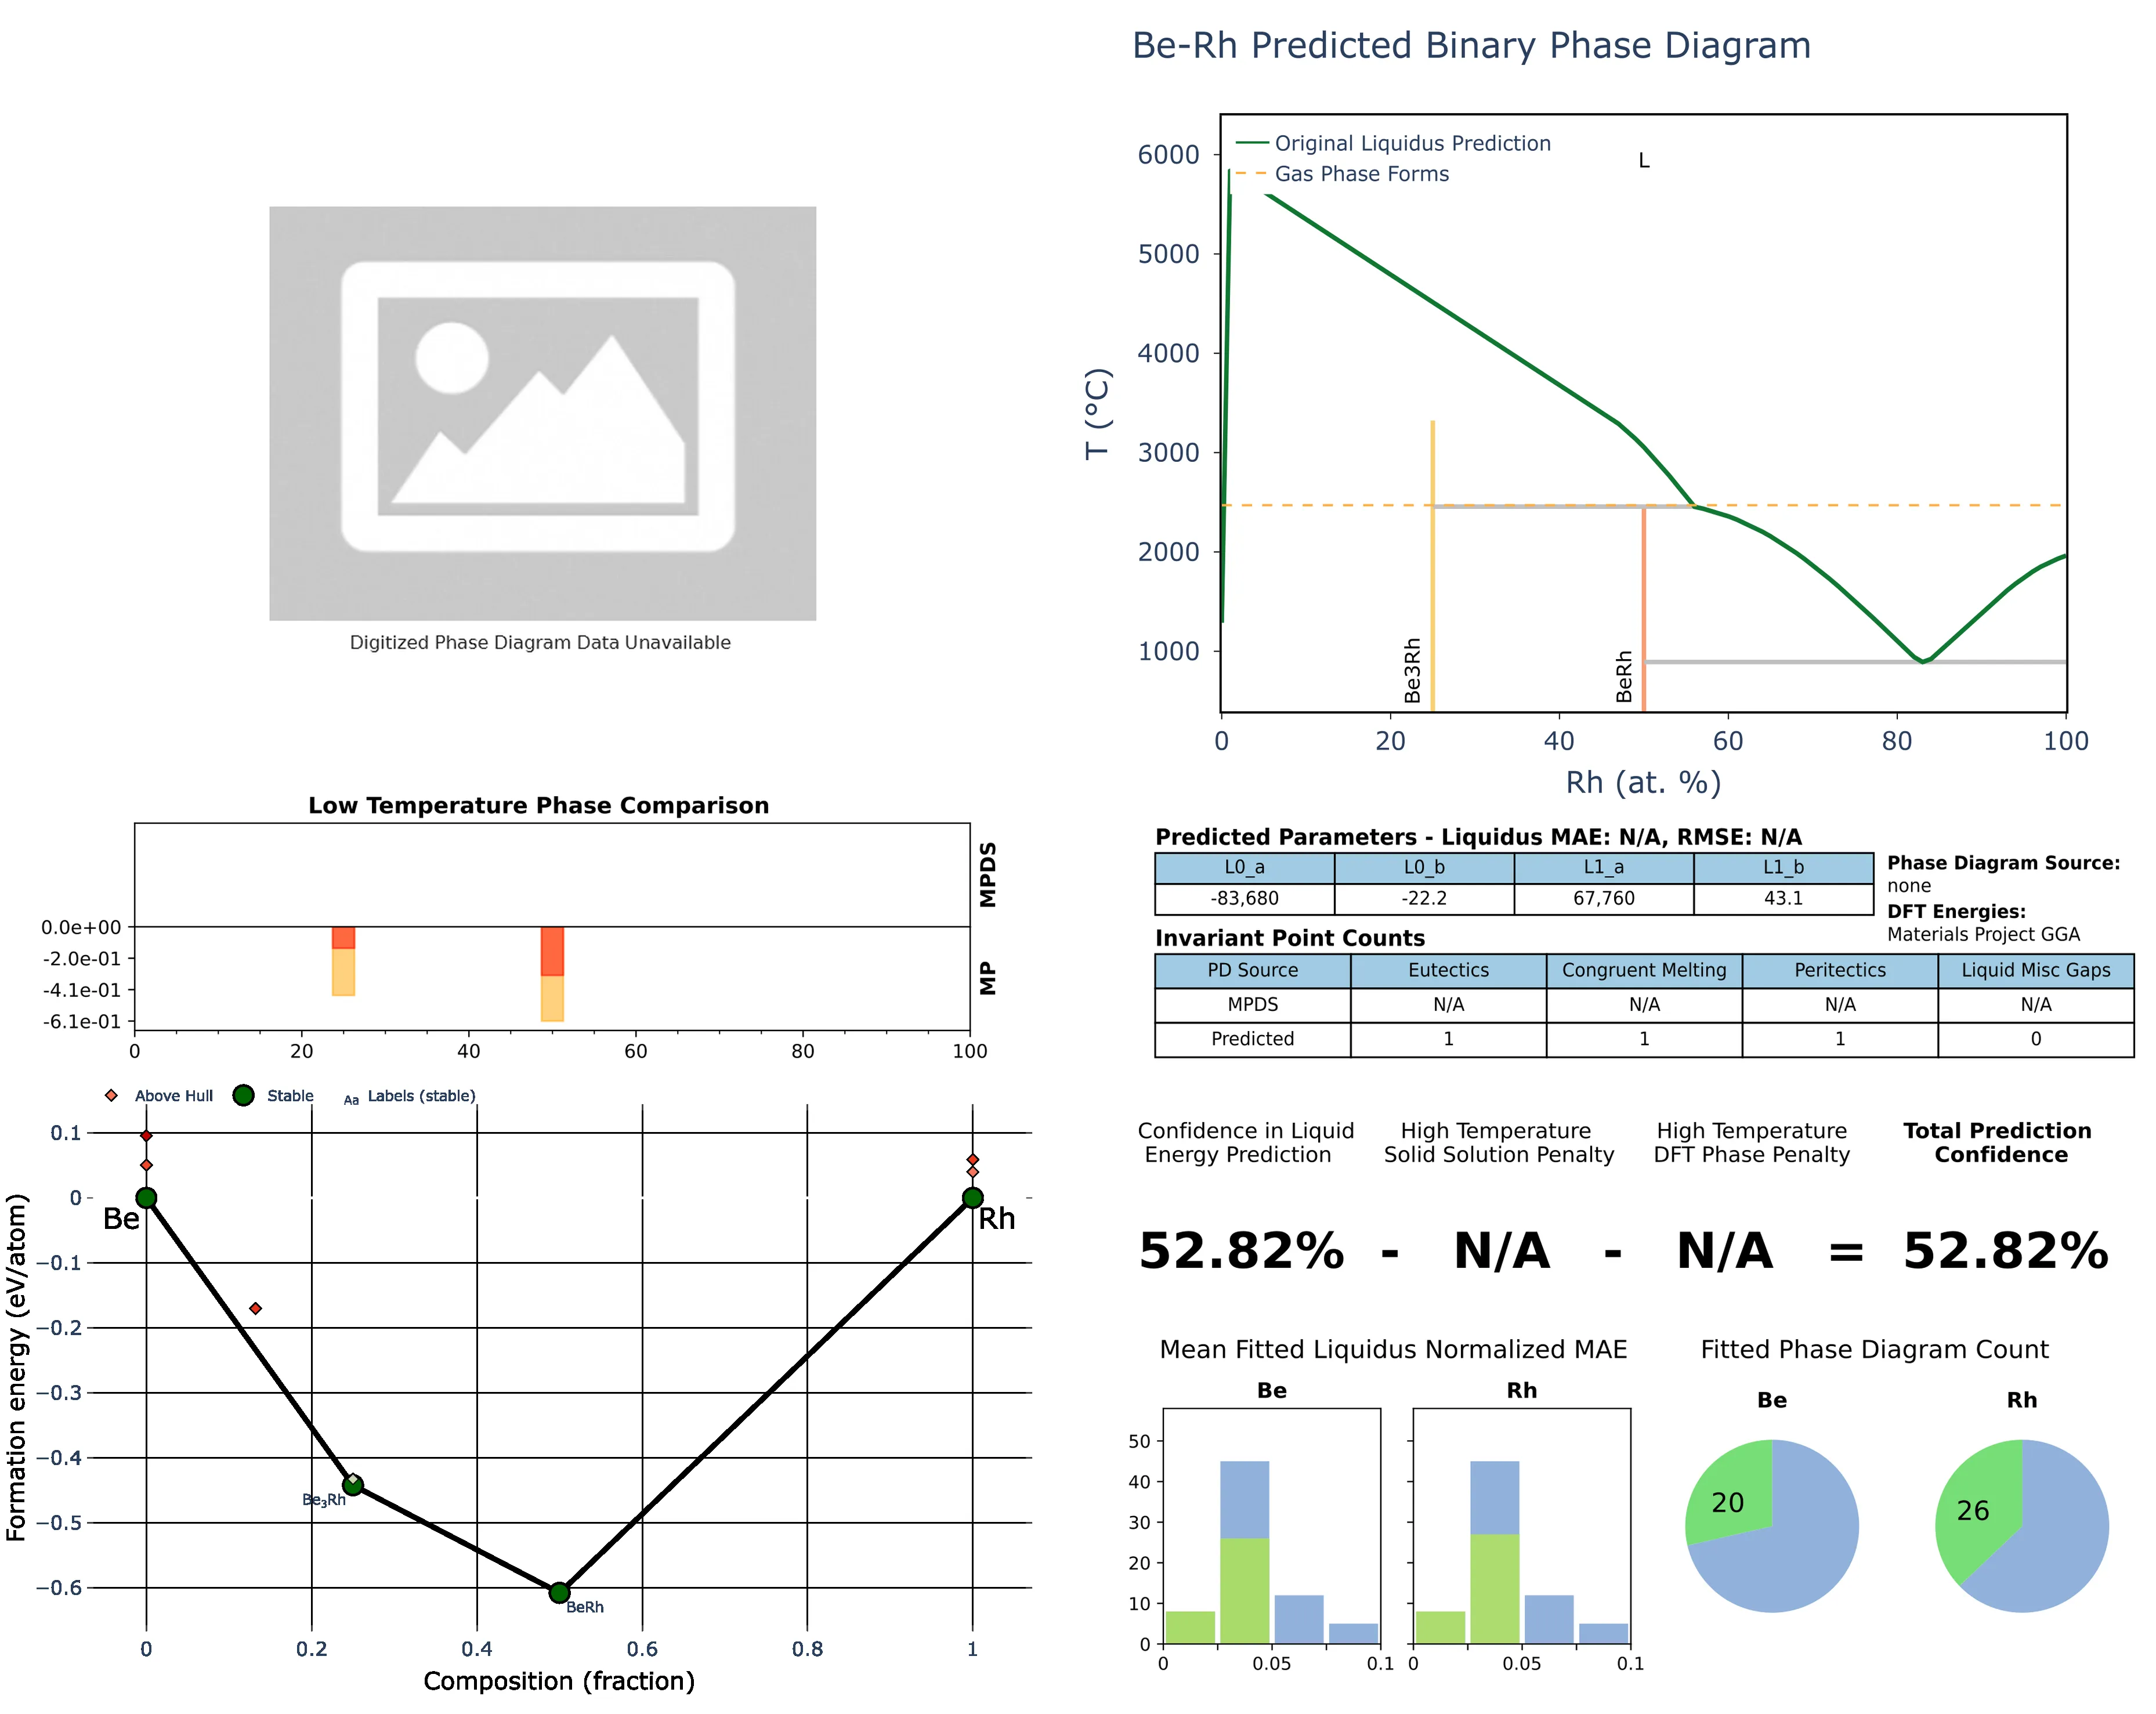 Be-Rh Predicted Binary Phase Diagram
Original Liquidus Prediction
Gas Phase Forms
L
6000
5000
4000
3000
2000
1000
T (°C)
Be3Rh
BeRh
0 20 40 60 80 100
Rh (at. %)
Digitized Phase Diagram Data Unavailable
Low Temperature Phase Comparison
MPDS
MP
0.0e+00
-2.0e-01
-4.1e-01
-6.1e-01
0 20 40 60 80 100
Predicted Parameters - Liquidus MAE: N/A, RMSE: N/A
L0_a L0_b L1_a L1_b
-83,680 -22.2 67,760 43.1
Phase Diagram Source:
none
DFT Energies:
Materials Project GGA
Invariant Point Counts
PD Source Eutectics Congruent Melting Peritectics Liquid Misc Gaps
MPDS N/A N/A N/A N/A
Predicted 1 1 1 0
Above Hull Stable Aa Labels (stable)
0.1
0
−0.1
−0.2
−0.3
−0.4
−0.5
−0.6
Formation energy (eV/atom)
Be
Rh
Be₃Rh
BeRh
0 0.2 0.4 0.6 0.8 1
Composition (fraction)
Confidence in Liquid
Energy Prediction
High Temperature
Solid Solution Penalty
High Temperature
DFT Phase Penalty
Total Prediction
Confidence
52.82% - N/A - N/A = 52.82%
Mean Fitted Liquidus Normalized MAE
Be
Rh
50
40
30
20
10
0
0 0.05 0.1
0 0.05 0.1
Fitted Phase Diagram Count
Be
Rh
20
26